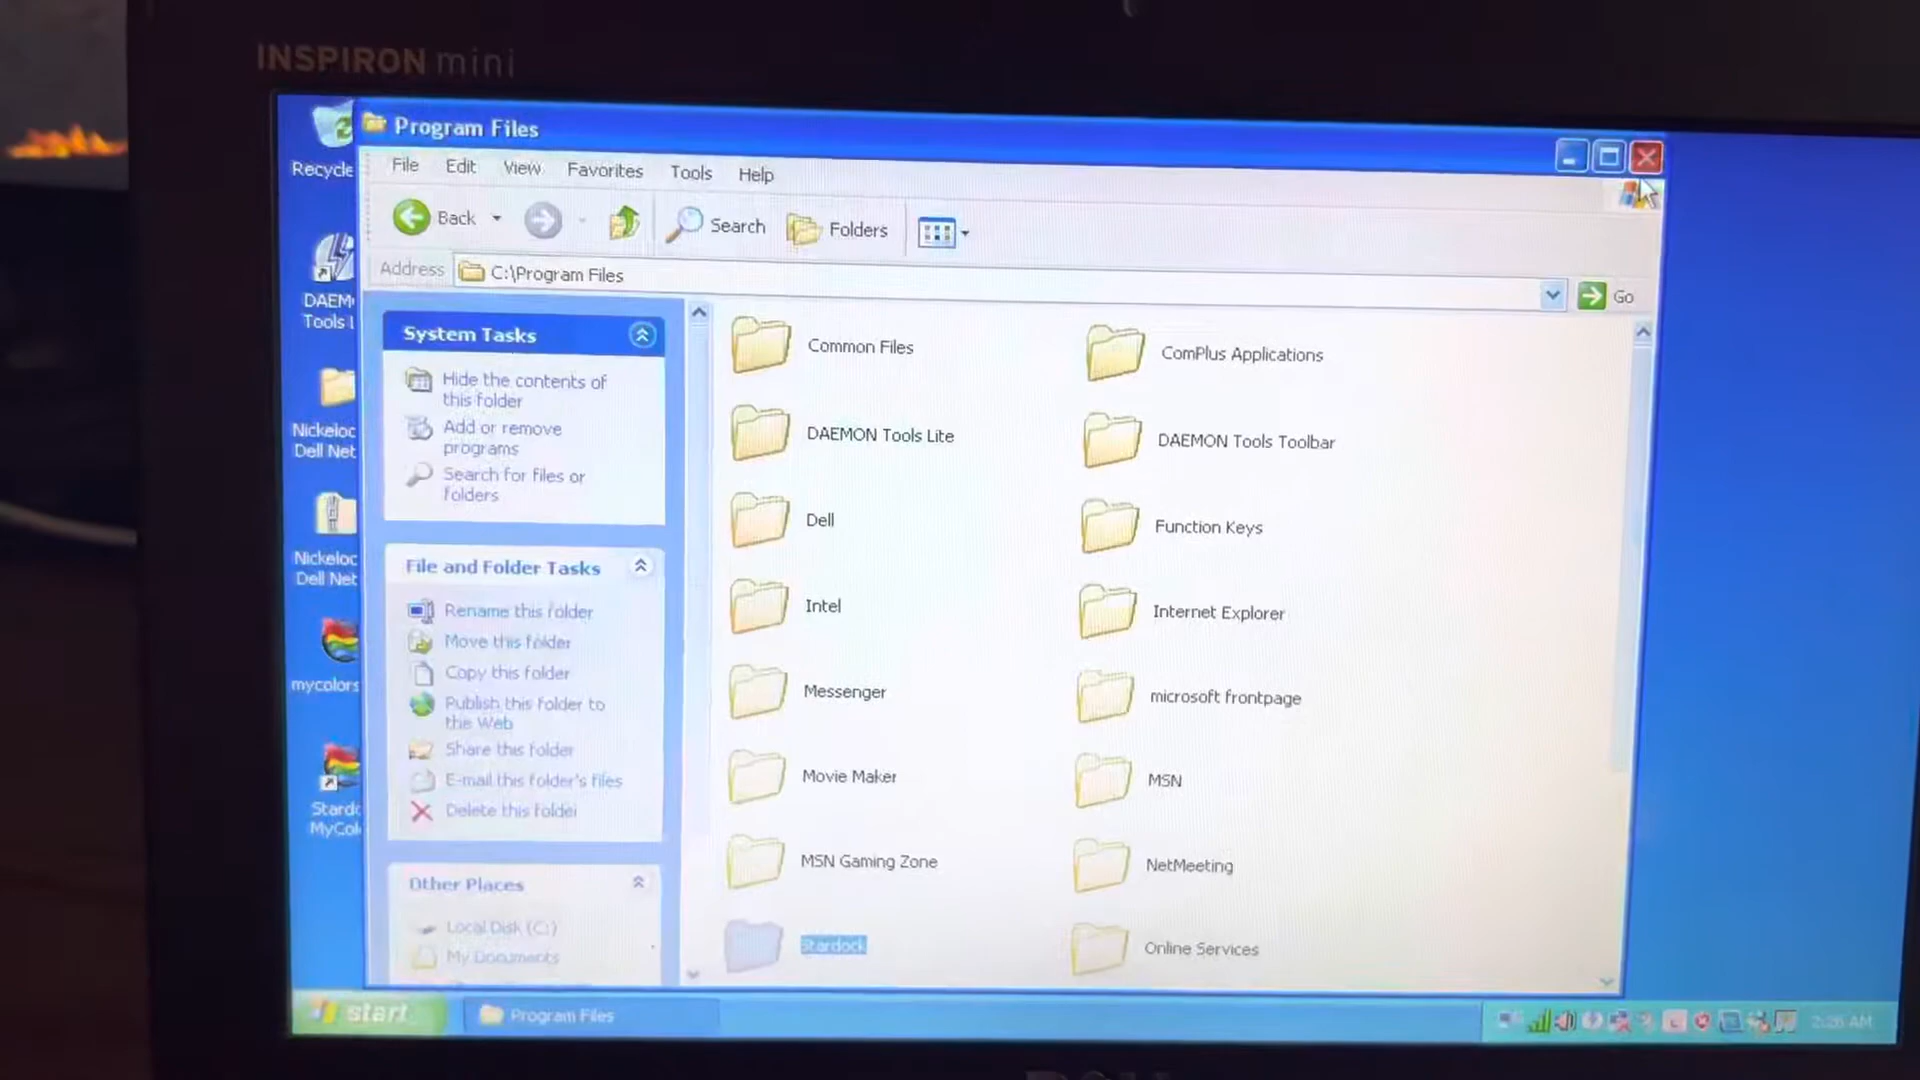 INSPIRON mini
Program Files
File Edit View Favorites Tools Help
Back Search Folders
Address C:\Program Files Go
Recycle
DAEM
Tools L
Nickeloc
Dell Net
Nickeloc
Dell Net
mycolors
Stardo
MyCol
System Tasks
Hide the contents of
this folder
Add or remove
programs
Search for files or
folders
File and Folder Tasks
Rename this folder
Move this folder
Copy this folder
Publish this folder to
the Web
Share this folder
E-mail this folder's files
Delete this folder
Other Places
Local Disk (C:)
My Documents
Common Files ComPlus Applications
DAEMON Tools Lite DAEMON Tools Toolbar
Dell Function Keys
Intel Internet Explorer
Messenger microsoft frontpage
Movie Maker MSN
MSN Gaming Zone NetMeeting
Stardock Online Services
start Program Files 2:26 AM